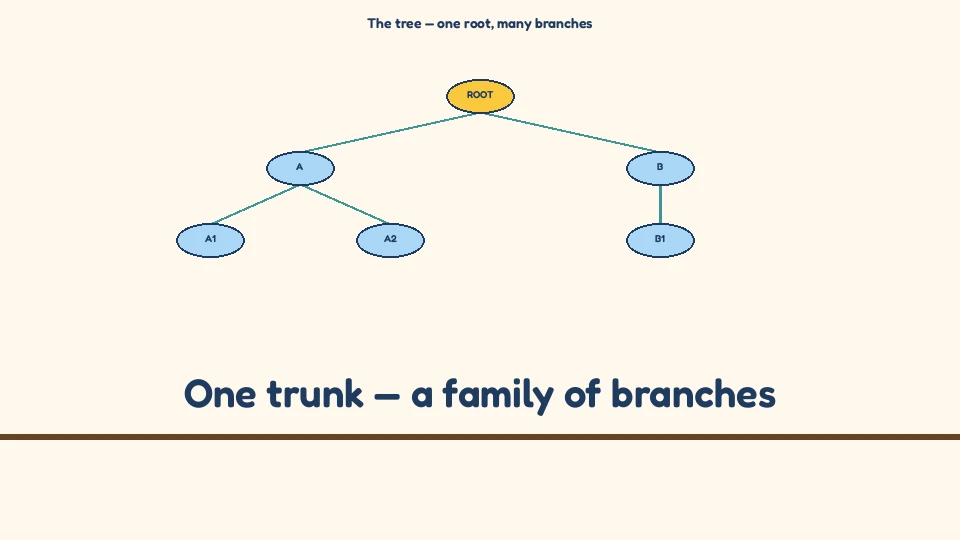 The tree — one root, many branches
ROOT
A
B
A1
A2
B1
One trunk — a family of branches